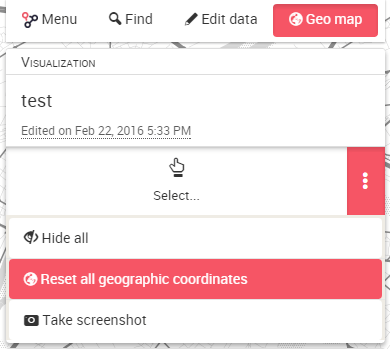 Menu Find Edit data Geo map
Visualization
test
Edited on Feb 22, 2016 5:33 PM
Select...
Hide all
Reset all geographic coordinates
Take screenshot